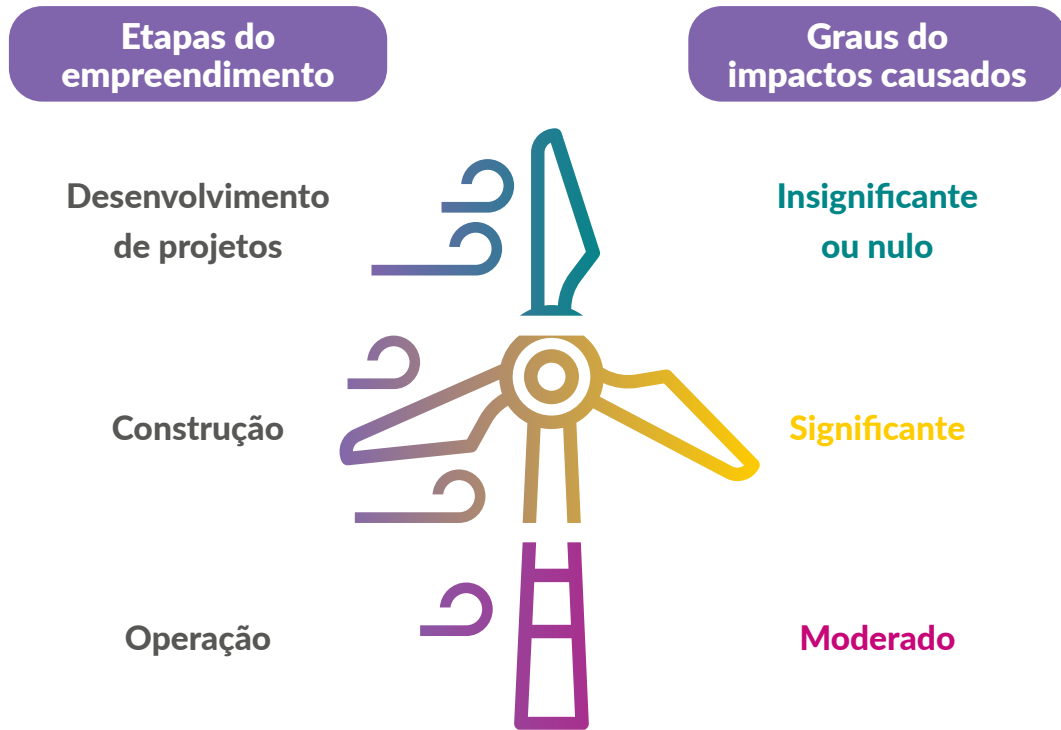 Etapas do
empreendimento
Graus do
impactos causados
Desenvolvimento
de projetos
Insignificante
ou nulo
Construção
Significante
Operação
Moderado